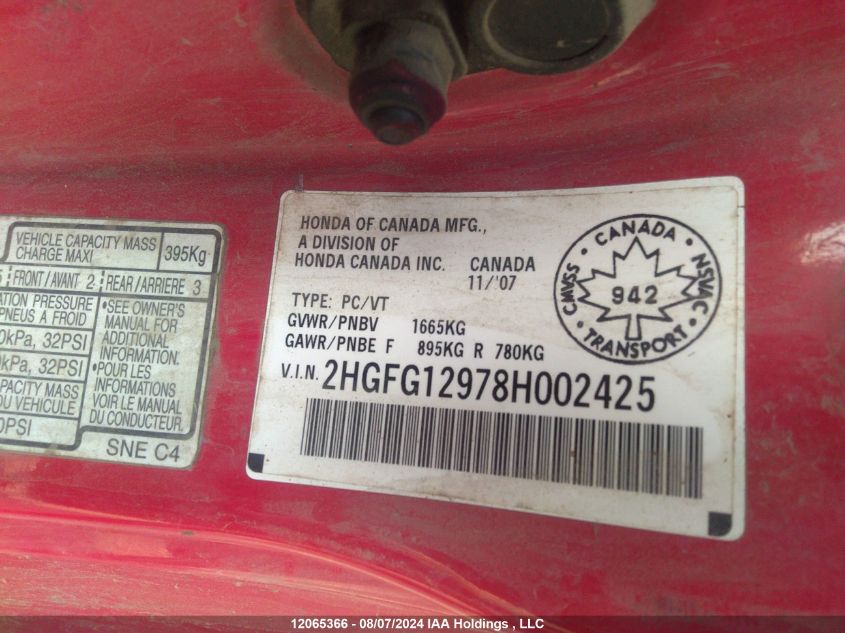 VEHICLE CAPACITY MASS
CHARGE MAXI
395Kg
FRONT/AVANT 2
REAR/ARRIERE 3
PRESSURE
PNEUS A FROID
kPa, 32PSI
kPa, 32PSI
CAPACITY MASS
DU VEHICULE
PSI
•SEE OWNER'S
MANUAL FOR
ADDITIONAL
INFORMATION.
•POUR LES
INFORMATIONS
VOIR LE MANUAL
DU CONDUCTEUR.
SNE C4
HONDA OF CANADA MFG.,
A DIVISION OF
HONDA CANADA INC. CANADA
11/'07
TYPE: PC/VT
GVWR/PNBV 1665KG
GAWR/PNBE F 895KG R 780KG
V.I.N. 2HGFG12978H002425
CANADA
CMVSS
942
NSVAC
TRANSPORT
12065366 - 08/07/2024 IAA Holdings, LLC